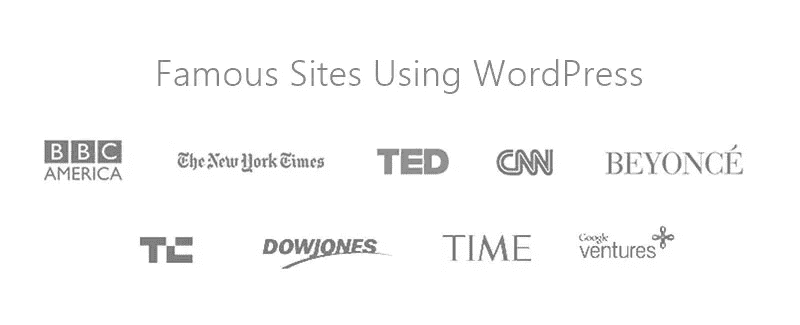 Famous Sites Using WordPress
BBC
AMERICA
The New York Times
TED
CNN
BEYONCÉ
TC
DOWJONES
TIME
Google
ventures